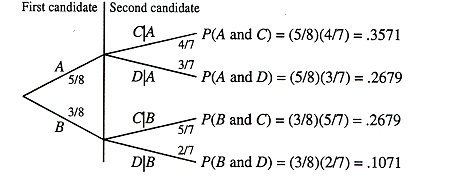 First candidate Second candidate
C|A
4/7
P(A and C) = (5/8)(4/7) = .3571
A
5/8
3/7
D|A
P(A and D) = (5/8)(3/7) = .2679
3/8
B
C|B
5/7
P(B and C) = (3/8)(5/7) = .2679
2/7
D|B
P(B and D) = (3/8)(2/7) = .1071